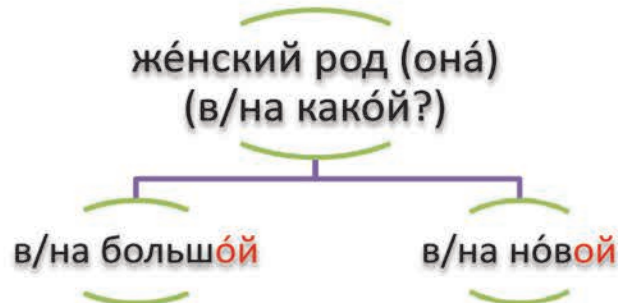 же́нский род (она́)
(в/на како́й?)
в/на большо́й
в/на но́вой